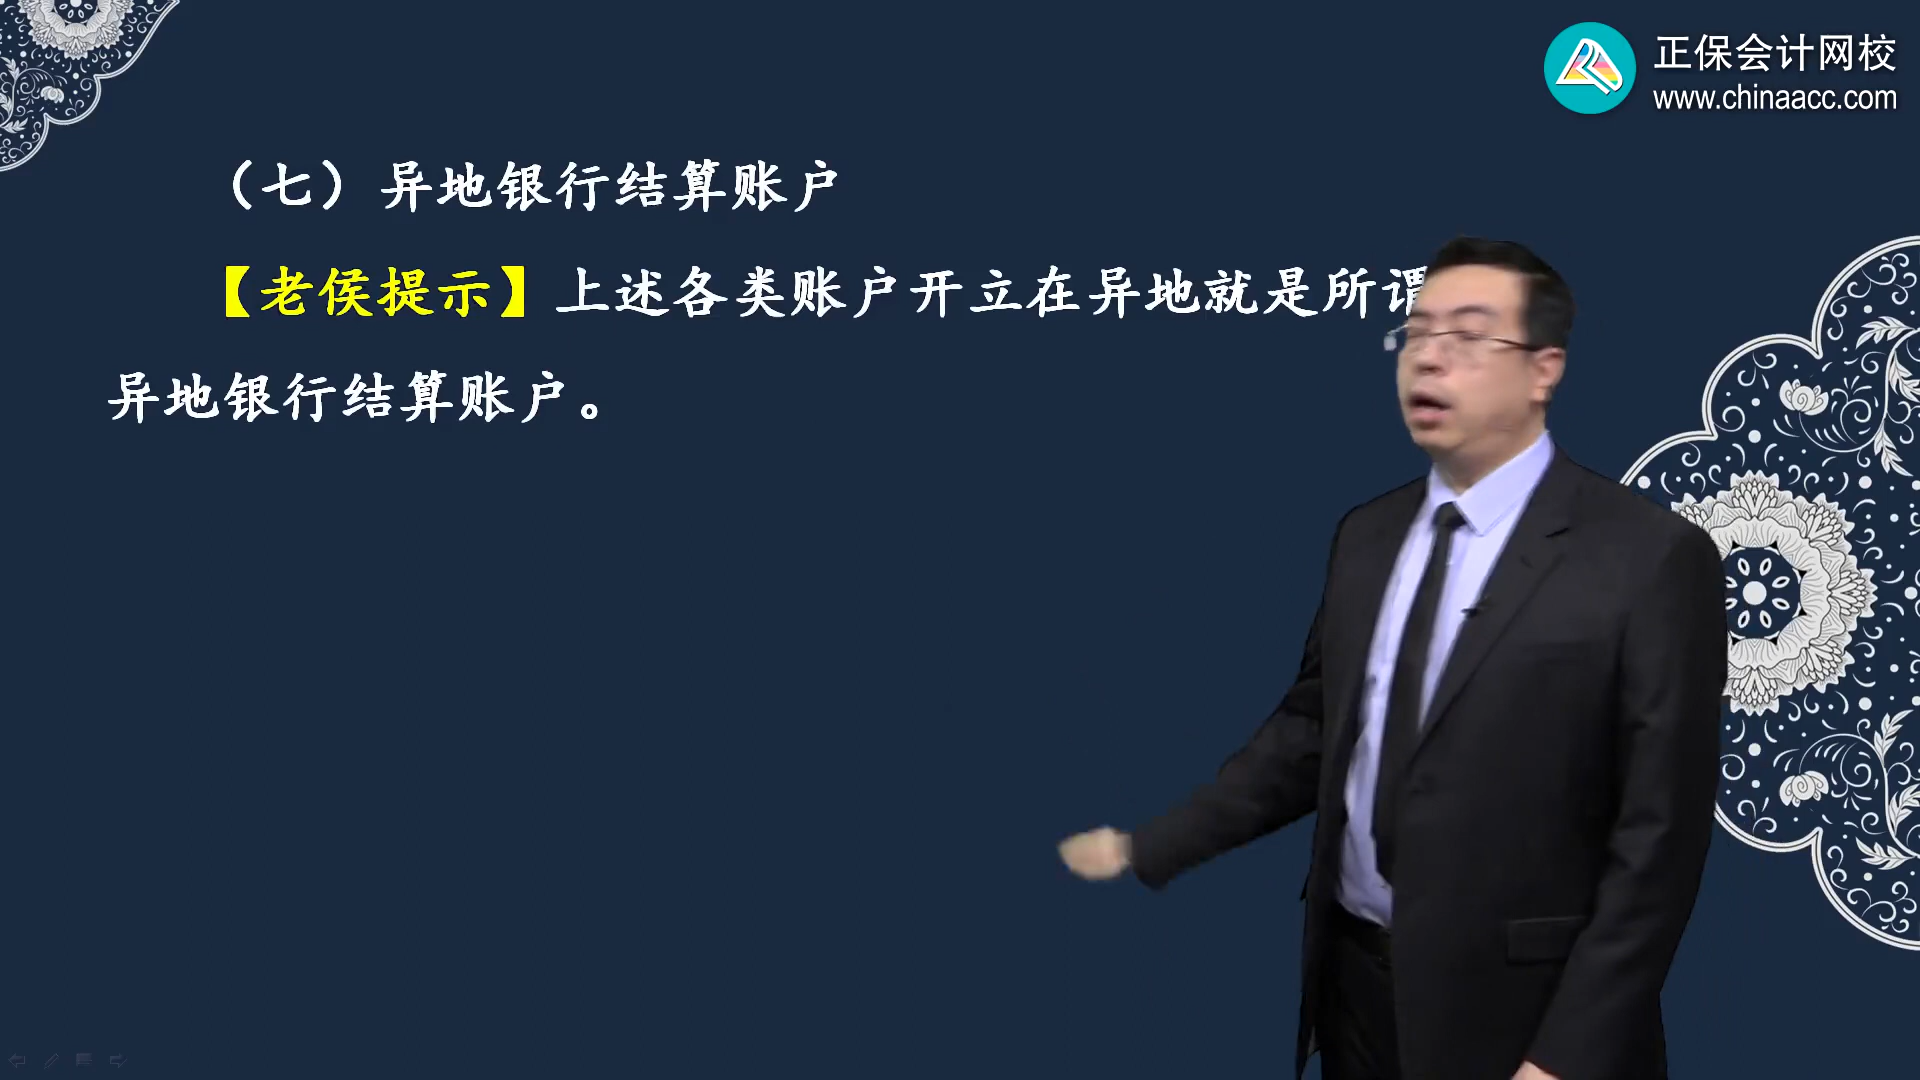 正保会计网校
www.chinaacc.com
（七）异地银行结算账户
【老侯提示】上述各类账户开立在异地就是所谓
异地银行结算账户。